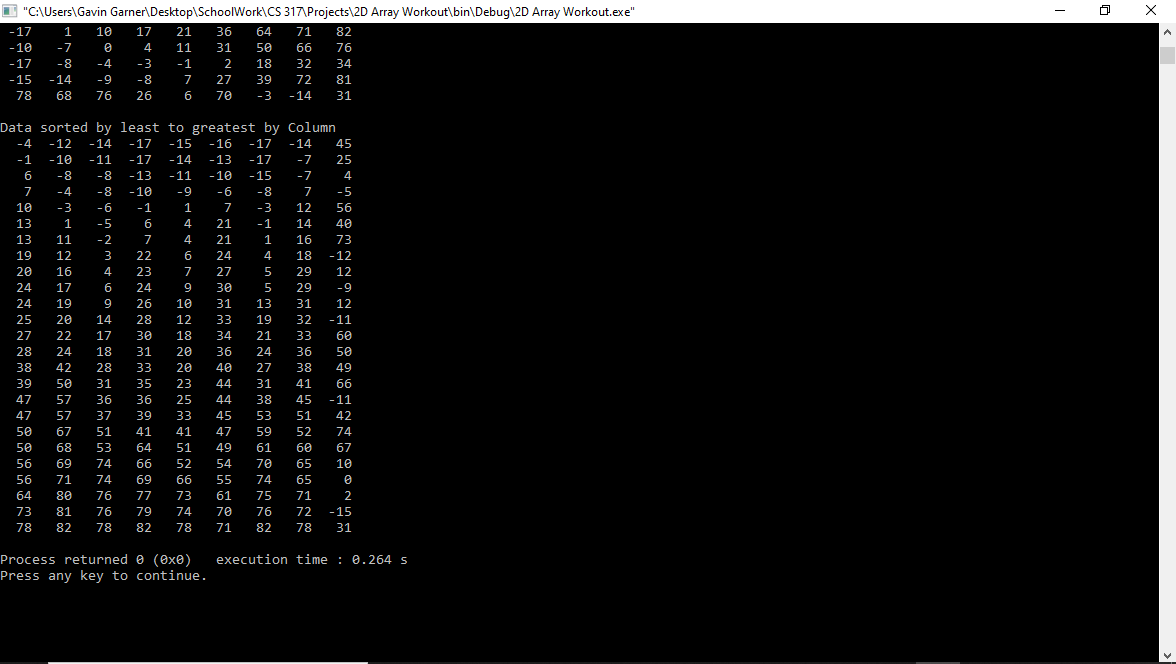 "C:\Users\Gavin Garner\Desktop\SchoolWork\CS 317\Projects\2D Array Workout\bin\Debug\2D Array Workout.exe"
-17 1 10 17 21 36 64 71 82
-10 -7 0 4 11 31 50 66 76
-17 -8 -4 -3 -1 2 18 32 34
-15 -14 -9 -8 7 27 39 72 81
78 68 76 26 6 70 -3 -14 31
Data sorted by least to greatest by Column
-4 -12 -14 -17 -15 -16 -17 -14 45
-1 -10 -11 -17 -14 -13 -17 -7 25
6 -8 -8 -13 -11 -10 -15 -7 4
7 -4 -8 -10 -9 -6 -8 7 -5
10 -3 -6 -1 1 7 -3 12 56
13 1 -5 6 4 21 -1 14 40
13 11 -2 7 4 21 1 16 73
19 12 3 22 6 24 4 18 -12
20 16 4 23 7 27 5 29 12
24 17 6 24 9 30 5 29 -9
24 19 9 26 10 31 13 31 12
25 20 14 28 12 33 19 32 -11
27 22 17 30 18 34 21 33 60
28 24 18 31 20 36 24 36 50
38 42 28 33 20 40 27 38 49
39 50 31 35 23 44 31 41 66
47 57 36 36 25 44 38 45 -11
47 57 37 39 33 45 53 51 42
50 67 51 41 41 47 59 52 74
50 68 53 64 51 49 61 60 67
56 69 74 66 52 54 70 65 10
56 71 74 69 66 55 74 65 0
64 80 76 77 73 61 75 71 2
73 81 76 79 74 70 76 72 -15
78 82 78 82 78 71 82 78 31
Process returned 0 (0x0) execution time : 0.264 s
Press any key to continue.